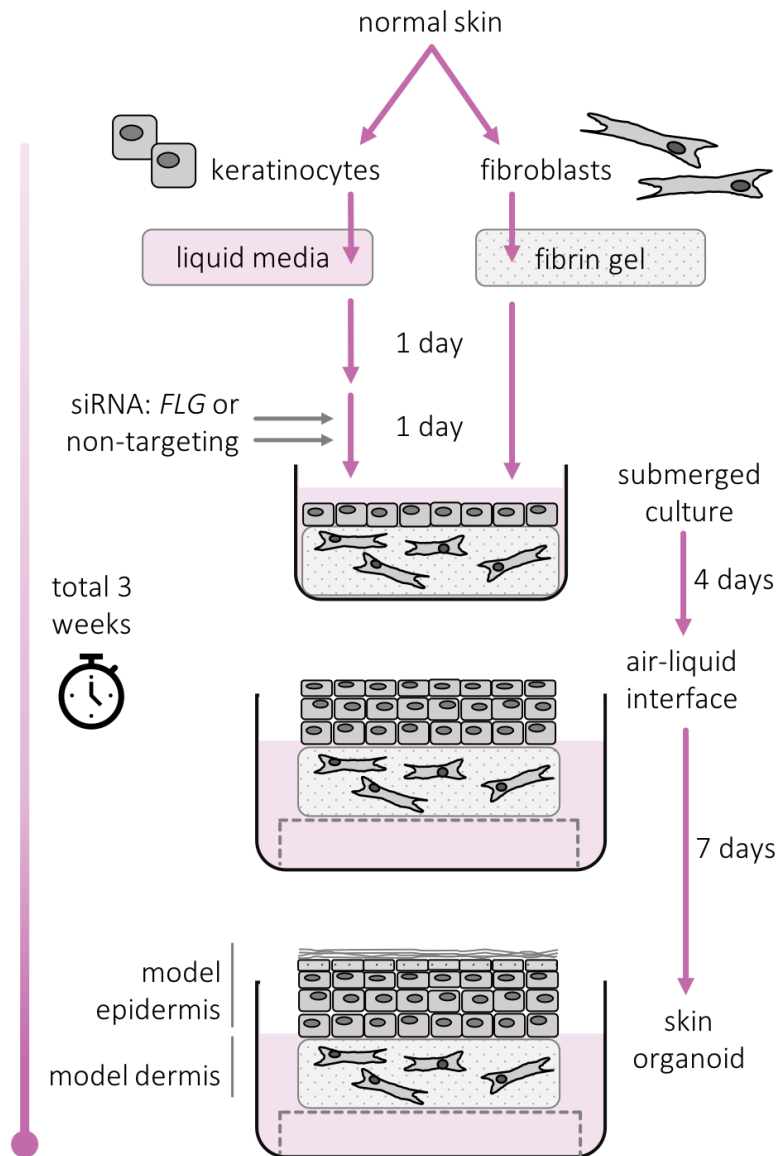 normal skin
keratinocytes
fibroblasts
liquid media
fibrin gel
1 day
siRNA: FLG or
non-targeting
1 day
submerged
culture
4 days
total 3
weeks
air-liquid
interface
7 days
model
epidermis
model dermis
skin
organoid